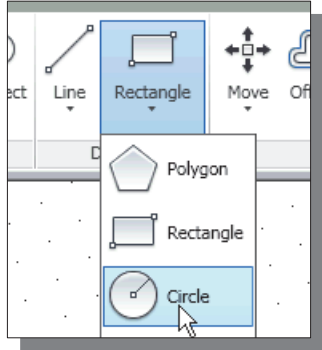 ect Line Rectangle Move Of
D
Polygon
Rectangle
Circle